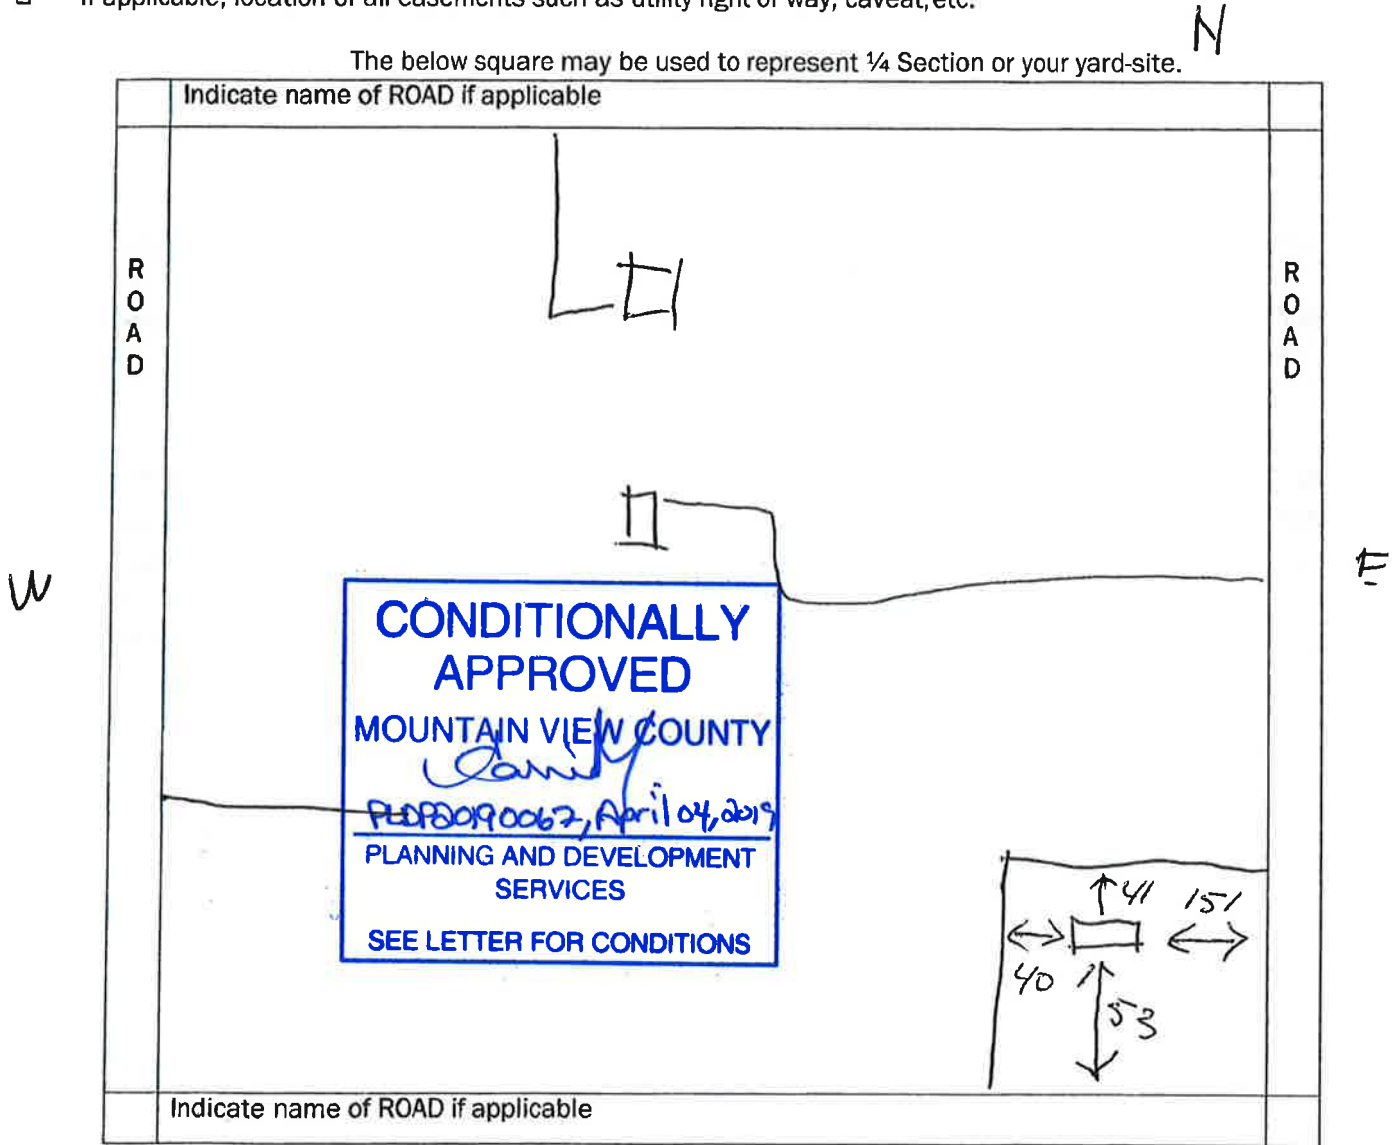 If applicable, location of all easements such as utility right of way, caveat, etc.
N
The below square may be used to represent ¼ Section or your yard-site.
Indicate name of ROAD if applicable
ROAD
ROAD
W
E
CONDITIONALLY
APPROVED
MOUNTAIN VIEW COUNTY
PLDP20190067, April 04, 2019
PLANNING AND DEVELOPMENT
SERVICES
SEE LETTER FOR CONDITIONS
41 151
40
53
Indicate name of ROAD if applicable